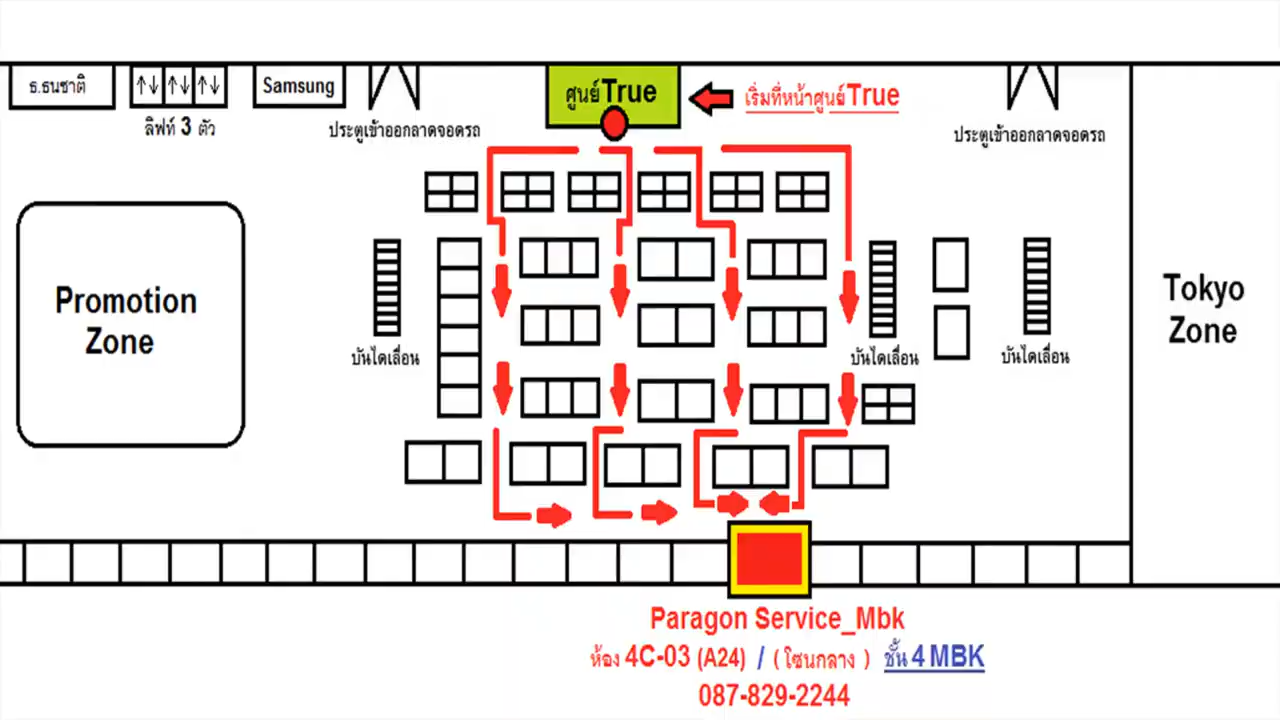 ธ.ธนชาติ
ลิฟท์ 3 ตัว
Samsung
ประตูเข้าออกลาดจอดรถ
ศูนย์True
เริ่มที่หน้าศูนย์True
ประตูเข้าออกลาดจอดรถ
Promotion
Zone
บันไดเลื่อน
บันไดเลื่อน
บันไดเลื่อน
Tokyo
Zone
Paragon Service_Mbk
ห้อง 4C-03 (A24) / ( โซนกลาง ) ชั้น 4 MBK
087-829-2244